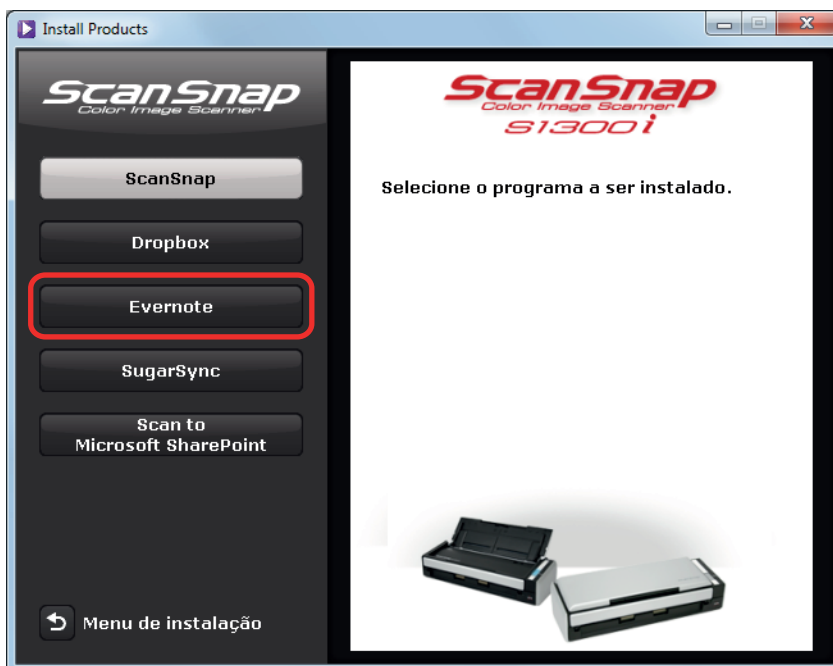 Install Products
ScanSnap
Color Image Scanner
ScanSnap
Dropbox
Evernote
SugarSync
Scan to
Microsoft SharePoint
Menu de instalação
ScanSnap
Color Image Scanner
S1300i
Selecione o programa a ser instalado.